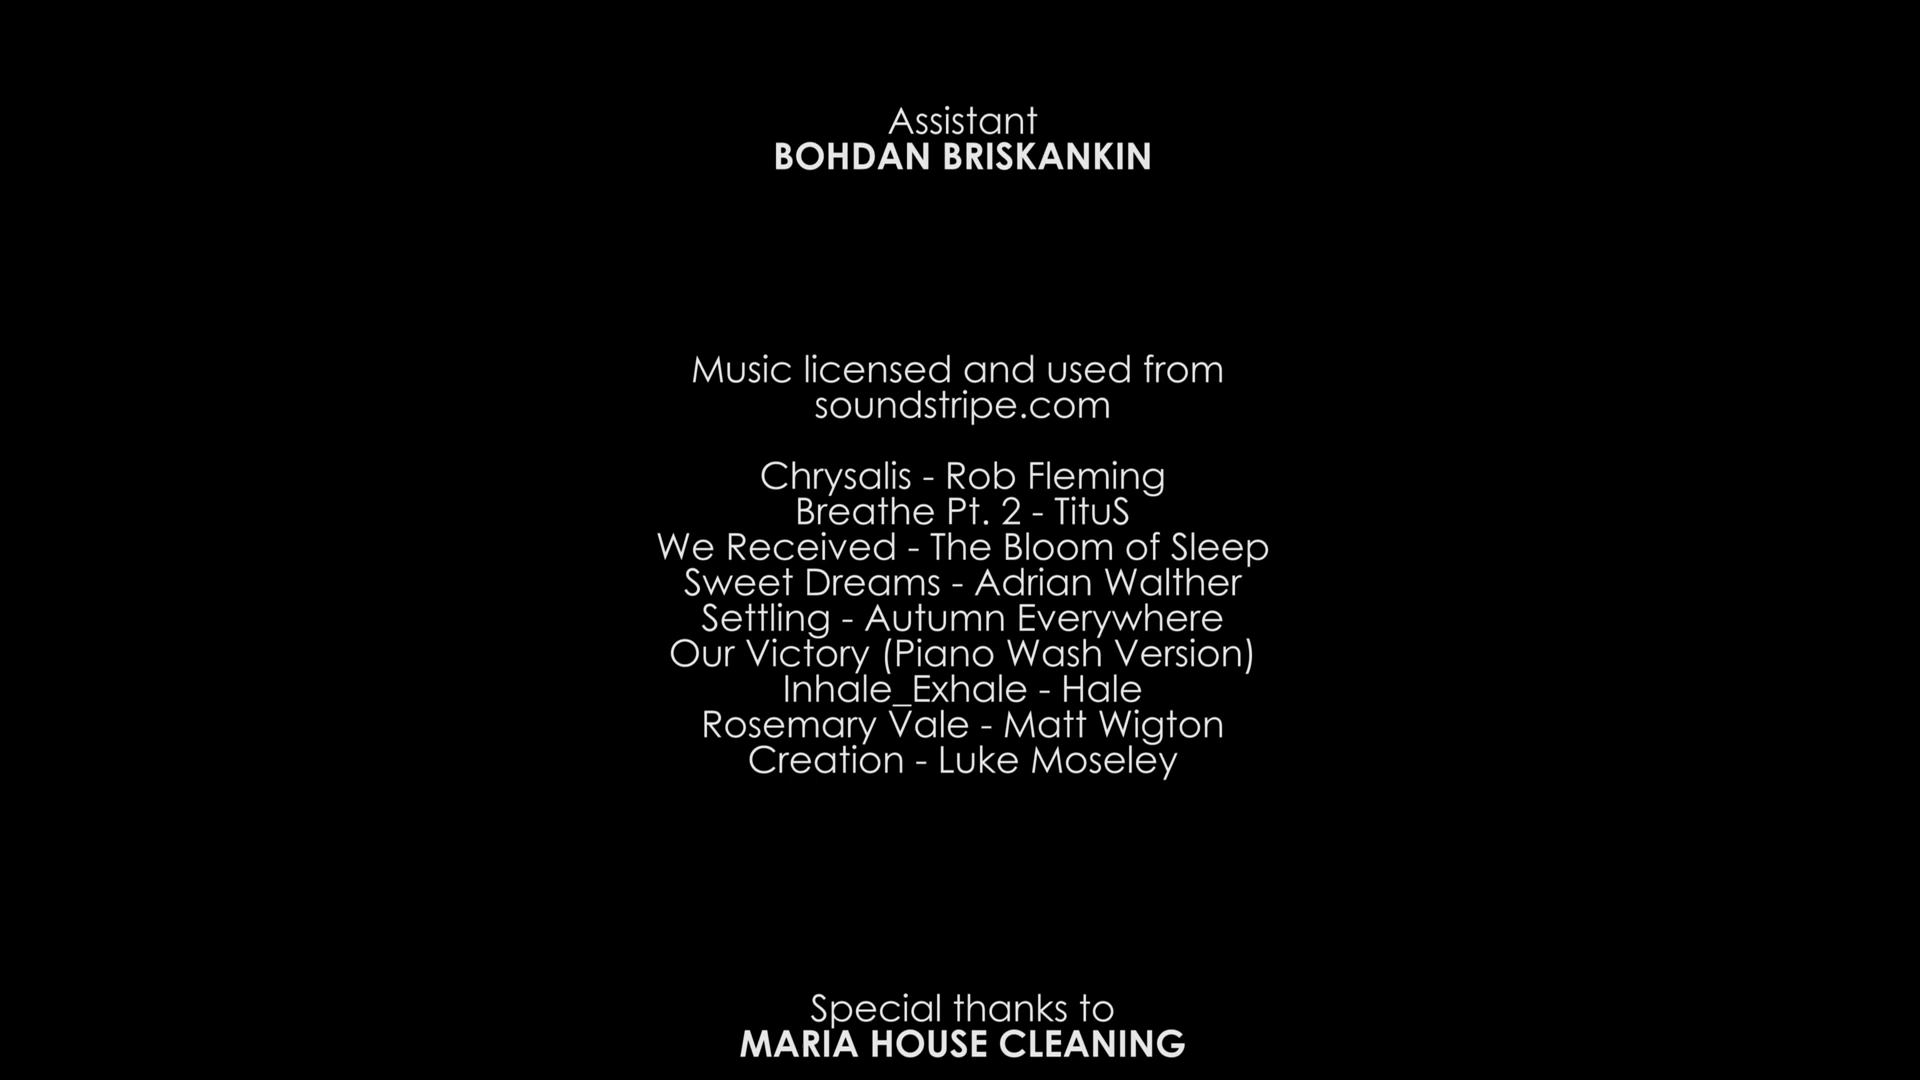 Assistant
BOHDAN BRISKANKIN
Music licensed and used from
soundstripe.com
Chrysalis - Rob Fleming
Breathe Pt. 2 - TituS
We Received - The Bloom of Sleep
Sweet Dreams - Adrian Walther
Settling - Autumn Everywhere
Our Victory (Piano Wash Version)
Inhale_Exhale - Hale
Rosemary Vale - Matt Wigton
Creation - Luke Moseley
Special thanks to
MARIA HOUSE CLEANING